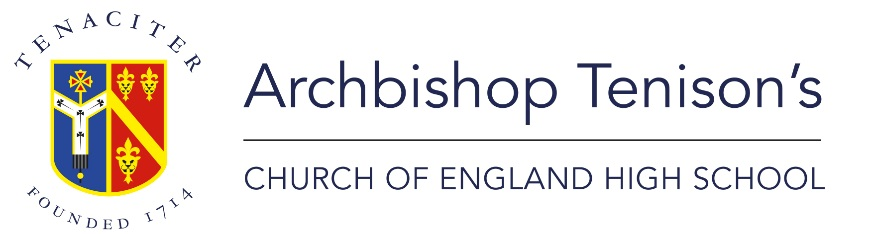 TENACITER
FOUNDED 1714
Archbishop Tenison's
CHURCH OF ENGLAND HIGH SCHOOL